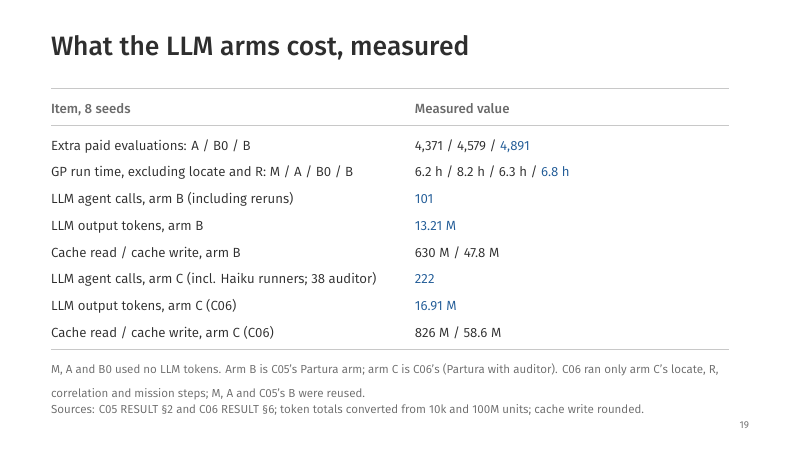 What the LLM arms cost, measured
Item, 8 seeds    Measured value
Extra paid evaluations: A / B0 / B    4,371 / 4,579 / 4,891
GP run time, excluding locate and R: M / A / B0 / B    6.2 h / 8.2 h / 6.3 h / 6.8 h
LLM agent calls, arm B (including reruns)    101
LLM output tokens, arm B    13.21 M
Cache read / cache write, arm B    630 M / 47.8 M
LLM agent calls, arm C (incl. Haiku runners; 38 auditor)    222
LLM output tokens, arm C (C06)    16.91 M
Cache read / cache write, arm C (C06)    826 M / 58.6 M
M, A and B0 used no LLM tokens. Arm B is C05's Partura arm; arm C is C06's (Partura with auditor). C06 ran only arm C's locate, R,
correlation and mission steps; M, A and C05's B were reused.
Sources: C05 RESULT §2 and C06 RESULT §6; token totals converted from 10k and 100M units; cache write rounded.
19